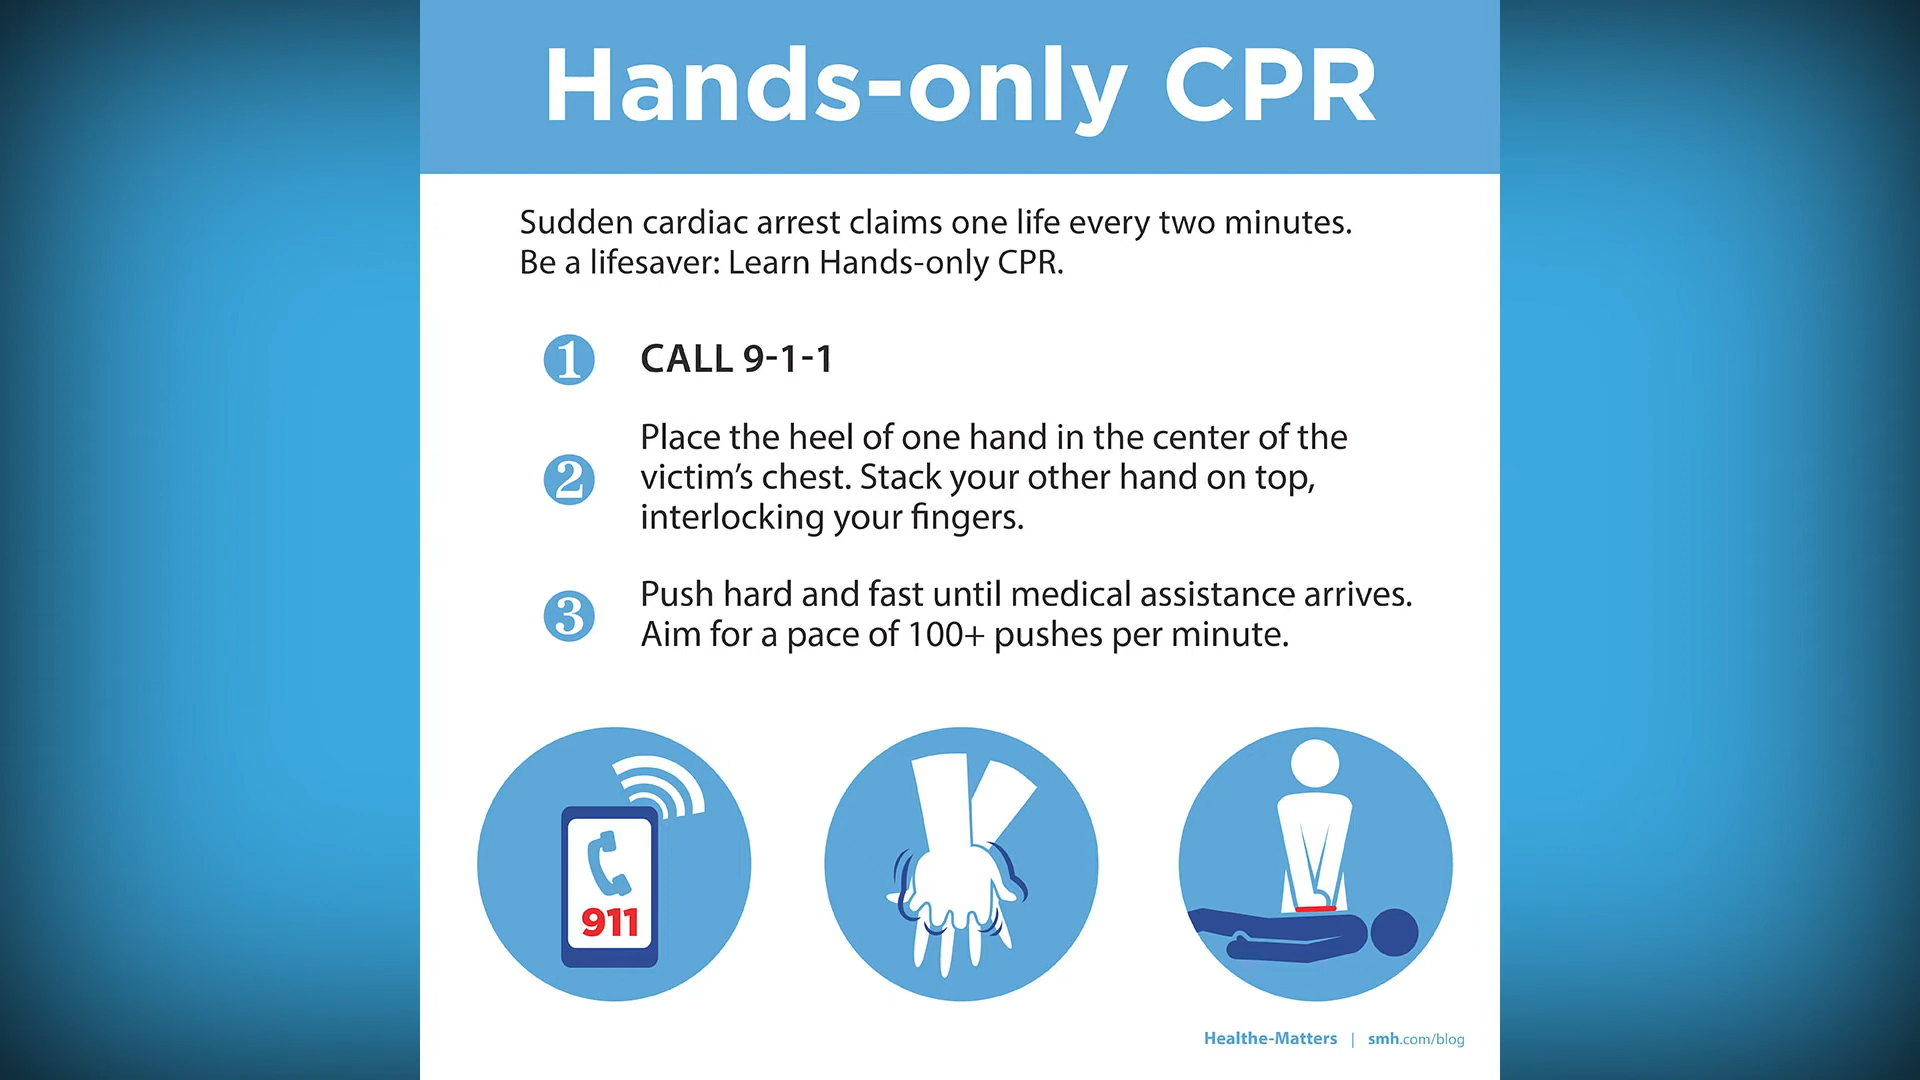 Hands-only CPR
Sudden cardiac arrest claims one life every two minutes.
Be a lifesaver: Learn Hands-only CPR.
1 CALL 9-1-1
2 Place the heel of one hand in the center of the
victim's chest. Stack your other hand on top,
interlocking your fingers.
3 Push hard and fast until medical assistance arrives.
Aim for a pace of 100+ pushes per minute.
911
Healthe-Matters | smh.com/blog